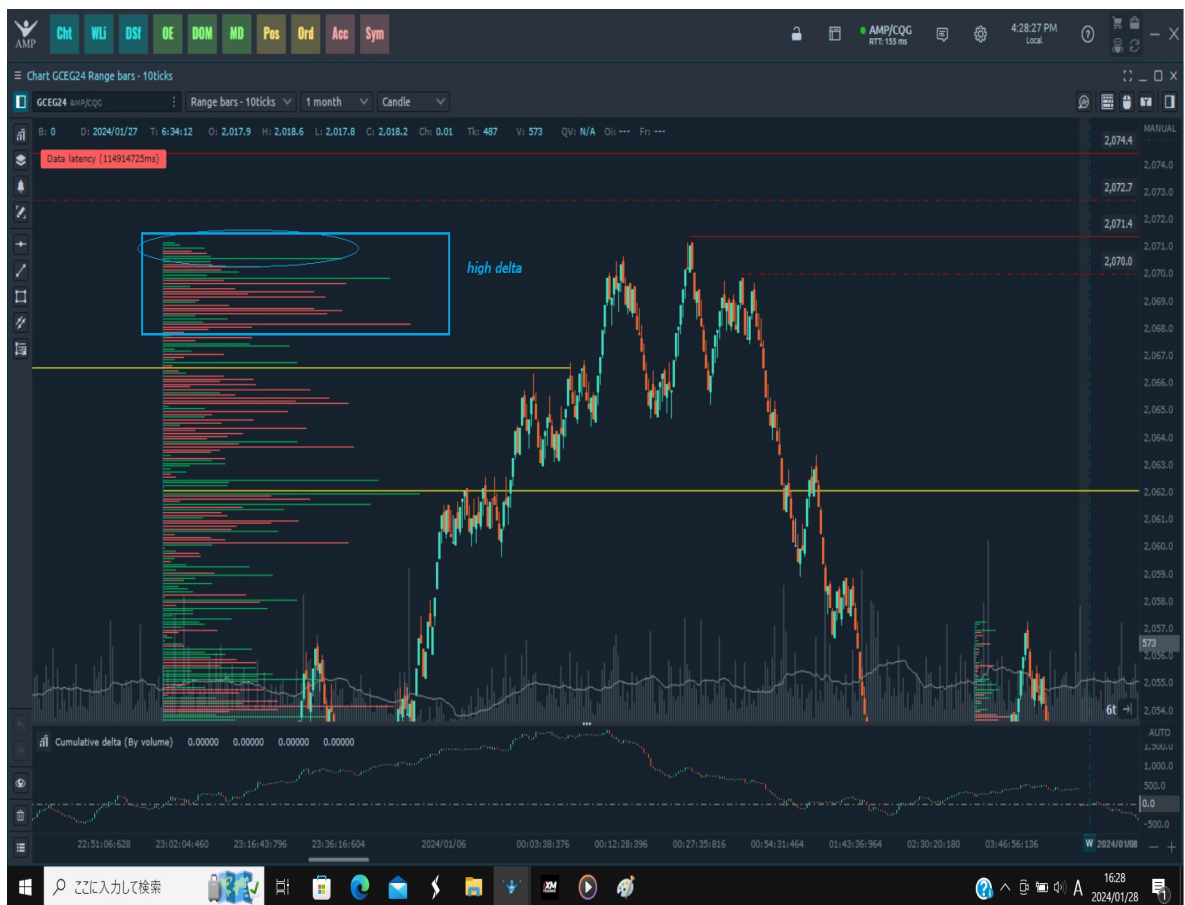 AMP Cht WLi DSf OE DOM MD Pos Ord Acc Sym AMP/CQG RTT: 155 ms 4:28:27 PM Local
Chart GCEG24 Range bars - 10ticks
GCEG24 AMP/CQG Range bars - 10ticks 1 month Candle
B: 0 D: 2024/01/27 T: 6:34:12 O: 2,017.9 H: 2,018.6 L: 2,017.8 C: 2,018.2 Ch: 0.01 Tk: 487 V: 573 QV: N/A Oi: --- Fr: ---
MANUAL
2,074.4
Data latency (114914725ms)
2,074.0
2,072.7
2,073.0
2,072.0
2,071.4
2,071.0
2,070.0
high delta
2,070.0
2,069.0
2,068.0
2,067.0
2,066.0
2,065.0
2,064.0
2,063.0
2,062.0
2,061.0
2,060.0
2,059.0
2,058.0
2,057.0
573
2,056.0
2,055.0
6t
2,054.0
AUTO
Cumulative delta (By volume) 0.00000 0.00000 0.00000 0.00000
1,500.0
1,000.0
500.0
0.0
-500.0
22:51:06:628 23:02:04:460 23:16:43:796 23:36:16:604 2024/01/06 00:03:38:376 00:12:28:396 00:27:35:816 00:54:31:464 01:43:36:964 02:30:20:180 03:46:56:136 W 2024/01/08
ここに入力して検索 XM A 16:28
2024/01/28 1